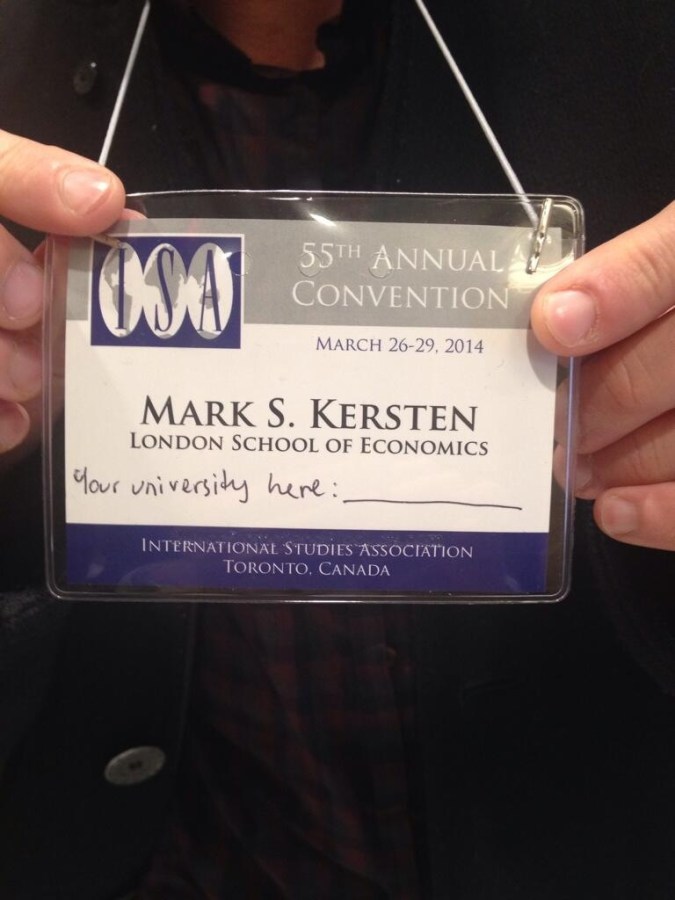 ISA
55TH ANNUAL
CONVENTION
MARCH 26-29, 2014
MARK S. KERSTEN
LONDON SCHOOL OF ECONOMICS
Your university here: ___________
INTERNATIONAL STUDIES ASSOCIATION
TORONTO, CANADA